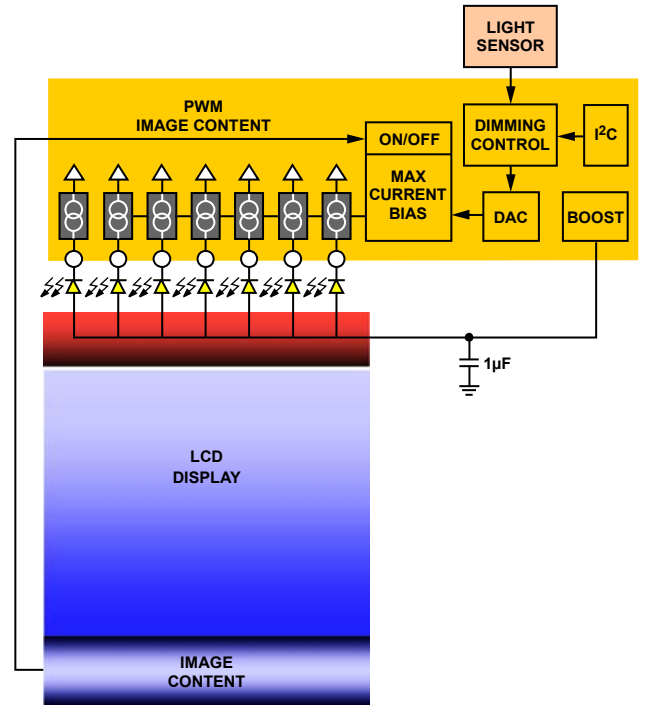 LIGHT
SENSOR
PWM
IMAGE CONTENT
ON/OFF
DIMMING
CONTROL
I²C
MAX
CURRENT
BIAS
DAC
BOOST
1µF
LCD
DISPLAY
IMAGE
CONTENT